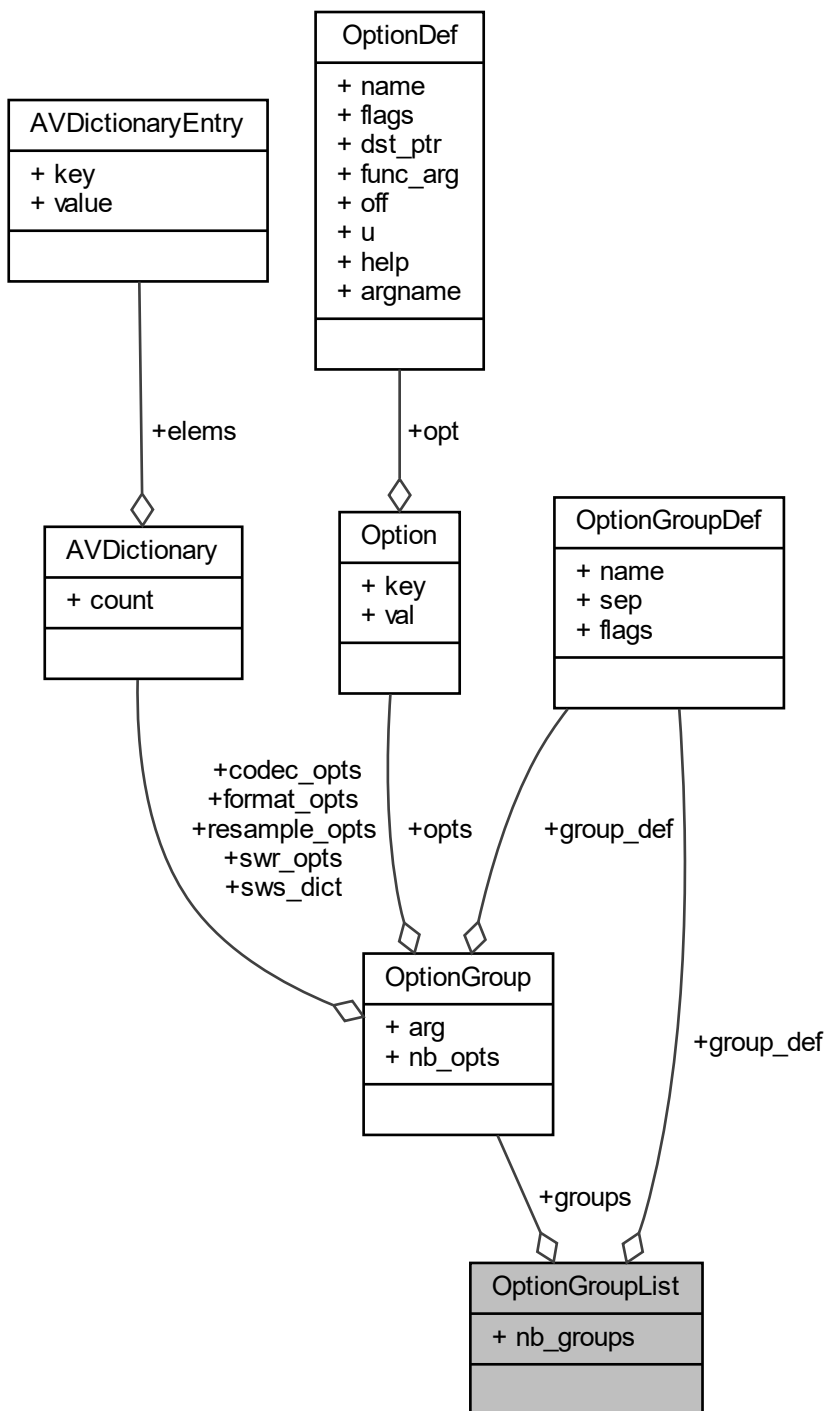 OptionDef
+ name
+ flags
+ dst_ptr
+ func_arg
+ off
+ u
+ help
+ argname
AVDictionaryEntry
+ key
+ value
+elems
+opt
AVDictionary
+ count
Option
+ key
+ val
OptionGroupDef
+ name
+ sep
+ flags
+codec_opts
+format_opts
+resample_opts
+swr_opts
+sws_dict
+opts
+group_def
+group_def
OptionGroup
+ arg
+ nb_opts
+groups
OptionGroupList
+ nb_groups